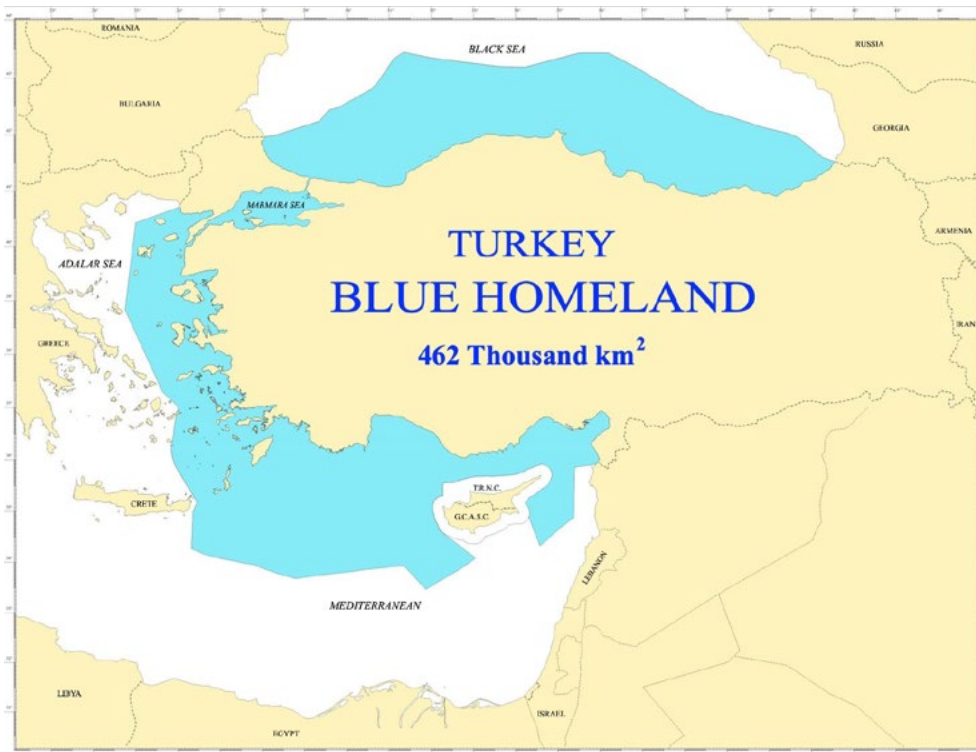 ROMANIA
BLACK SEA
RUSSIA
BULGARIA
GEORGIA
MARMARA SEA
ARMENIA
TURKEY
ADALAR SEA
BLUE HOMELAND
IRAN
GREECE
462 Thousand km²
T.R.N.C.
CRETE
G.C.A.S.C.
LEBANON
MEDITERRANEAN
LIBYA
ISRAEL
EGYPT